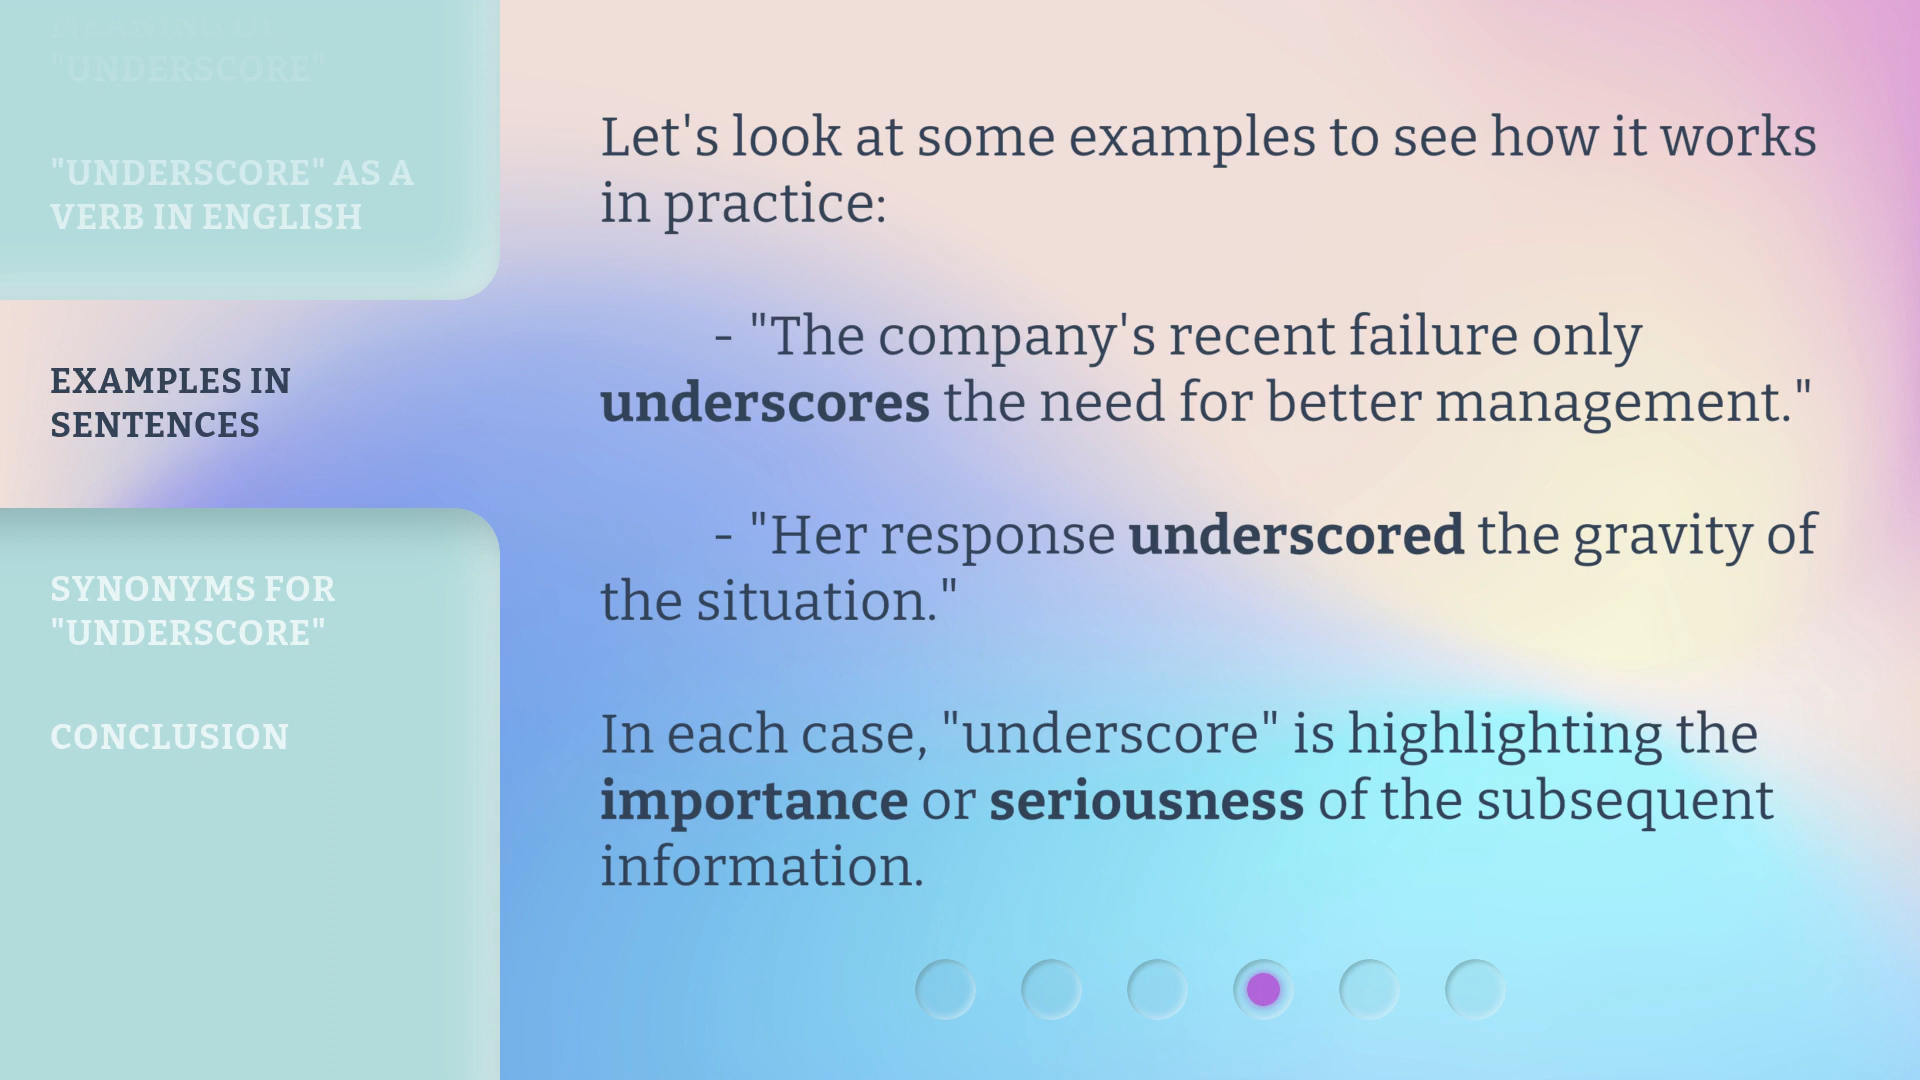 "UNDERSCORE"
"UNDERSCORE" AS A
VERB IN ENGLISH
EXAMPLES IN
SENTENCES
SYNONYMS FOR
"UNDERSCORE"
CONCLUSION
Let's look at some examples to see how it works
in practice:
- "The company's recent failure only
underscores the need for better management."
- "Her response underscored the gravity of
the situation."
In each case, "underscore" is highlighting the
importance or seriousness of the subsequent
information.